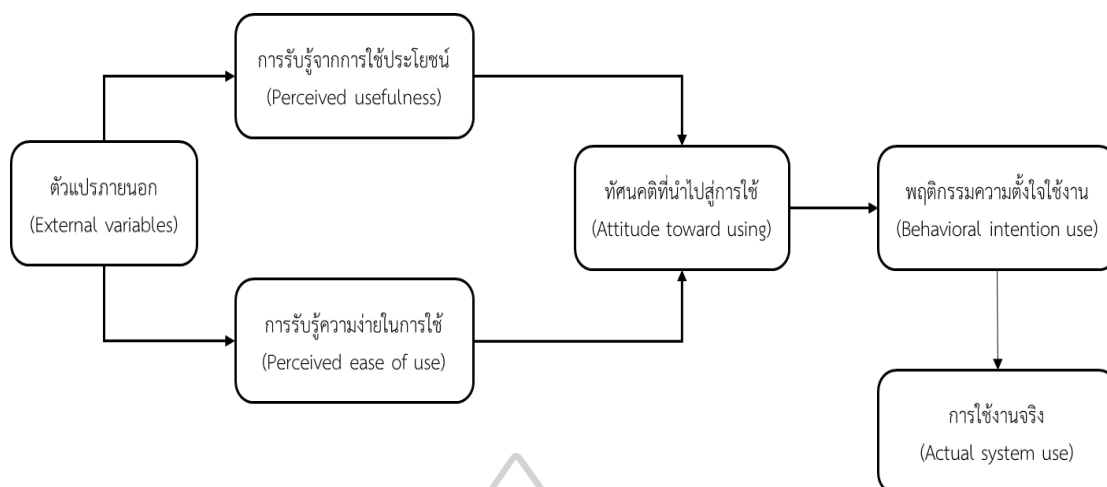 การรับรู้จากการใช้ประโยชน์
(Perceived usefulness)
ตัวแปรภายนอก
(External variables)
ทัศนคติที่นำไปสู่การใช้
(Attitude toward using)
พฤติกรรมความตั้งใจใช้งาน
(Behavioral intention use)
การรับรู้ความง่ายในการใช้
(Perceived ease of use)
การใช้งานจริง
(Actual system use)